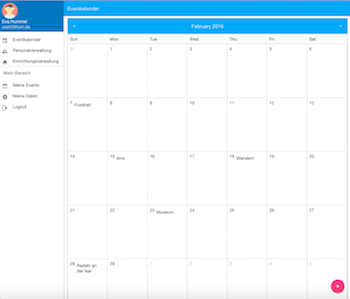 Eventkalender
Eva Hummel
user2@hm.de
Eventkalender
Personalverwaltung
Einrichtungsverwaltung
Mein Bereich
Meine Events
Meine Daten
Logout
February 2016
Sun Mon Tue Wed Thu Fri Sat
31 1 2 3 4 5 6
7 Fussball 8 9 10 11 12 13
14 15 kino 16 17 18 Wandern 19 20
21 22 23 Museum 24 25 26 27
28 Radeln an 29 1 2 3 4 5
der Isar